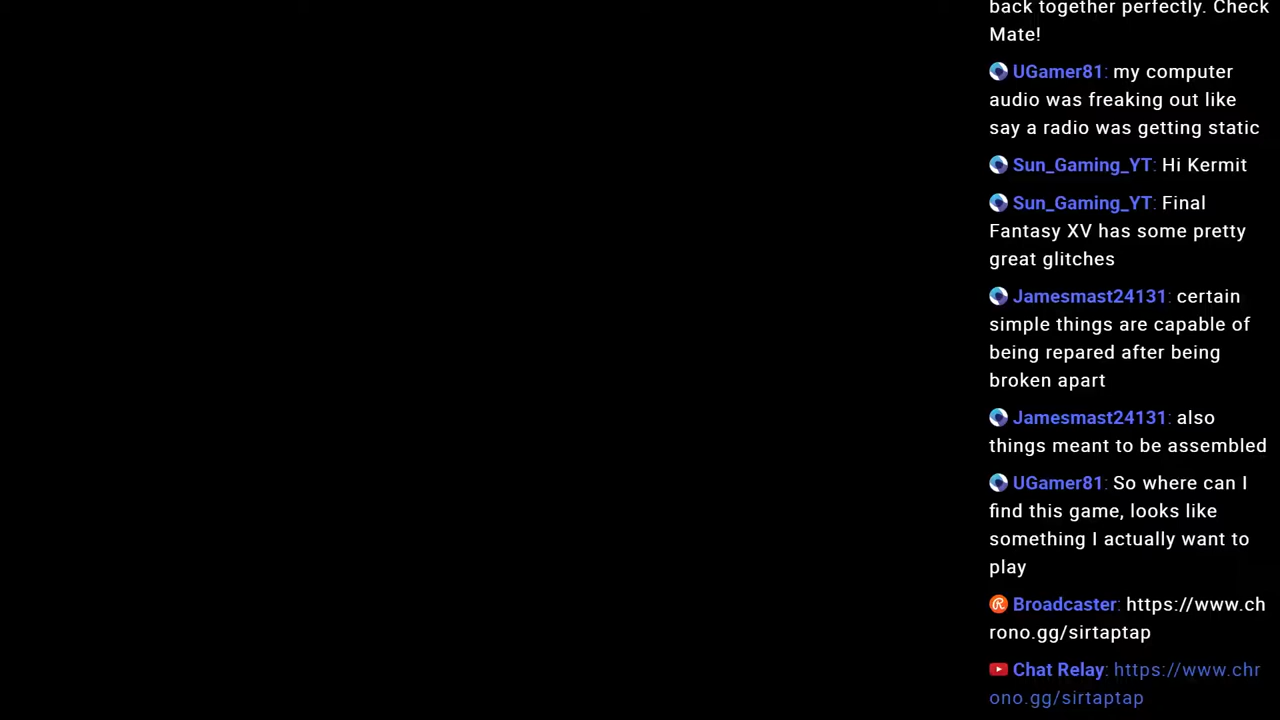 back together perfectly. Check
Mate!
UGamer81: my computer
audio was freaking out like
say a radio was getting static
Sun_Gaming_YT: Hi Kermit
Sun_Gaming_YT: Final
Fantasy XV has some pretty
great glitches
Jamesmast24131: certain
simple things are capable of
being repared after being
broken apart
Jamesmast24131: also
things meant to be assembled
UGamer81: So where can I
find this game, looks like
something I actually want to
play
Broadcaster: https://www.ch
rono.gg/sirtaptap
Chat Relay: https://www.chr
ono.gg/sirtaptap